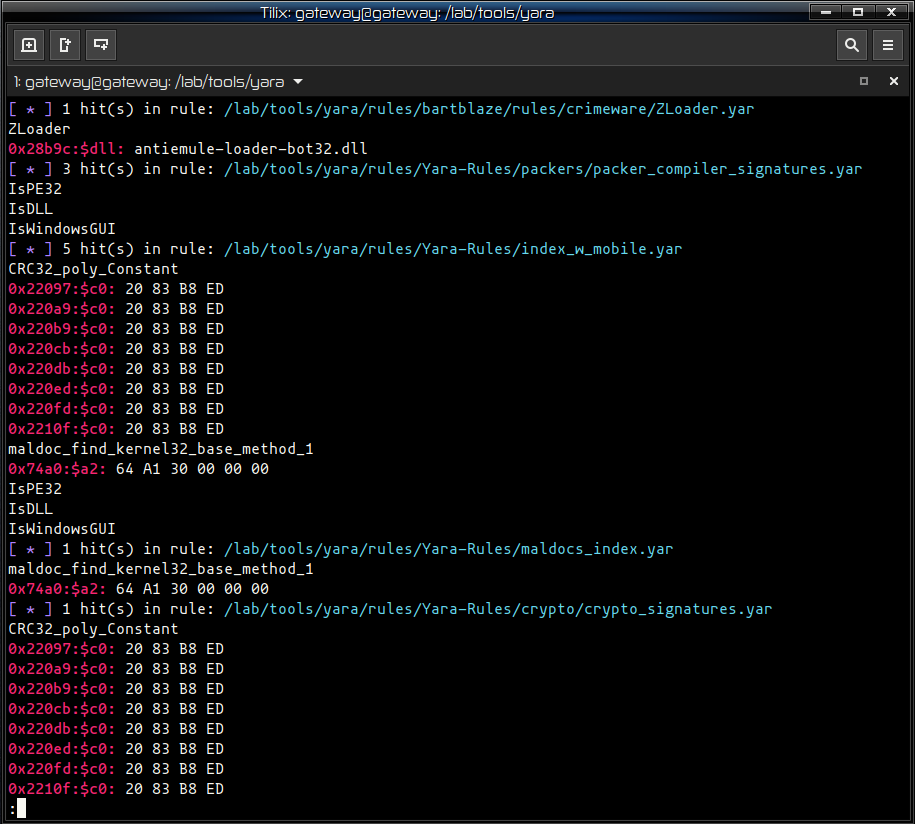 Tilix: gateway@gateway: /lab/tools/yara
1: gateway@gateway: /lab/tools/yara
[ * ] 1 hit(s) in rule: /lab/tools/yara/rules/bartblaze/rules/crimeware/ZLoader.yar
ZLoader
0x28b9c:$dll: antiemule-loader-bot32.dll
[ * ] 3 hit(s) in rule: /lab/tools/yara/rules/Yara-Rules/packers/packer_compiler_signatures.yar
IsPE32
IsDLL
IsWindowsGUI
[ * ] 5 hit(s) in rule: /lab/tools/yara/rules/Yara-Rules/index_w_mobile.yar
CRC32_poly_Constant
0x22097:$c0: 20 83 B8 ED
0x220a9:$c0: 20 83 B8 ED
0x220b9:$c0: 20 83 B8 ED
0x220cb:$c0: 20 83 B8 ED
0x220db:$c0: 20 83 B8 ED
0x220ed:$c0: 20 83 B8 ED
0x220fd:$c0: 20 83 B8 ED
0x2210f:$c0: 20 83 B8 ED
maldoc_find_kernel32_base_method_1
0x74a0:$a2: 64 A1 30 00 00 00
IsPE32
IsDLL
IsWindowsGUI
[ * ] 1 hit(s) in rule: /lab/tools/yara/rules/Yara-Rules/maldocs_index.yar
maldoc_find_kernel32_base_method_1
0x74a0:$a2: 64 A1 30 00 00 00
[ * ] 1 hit(s) in rule: /lab/tools/yara/rules/Yara-Rules/crypto/crypto_signatures.yar
CRC32_poly_Constant
0x22097:$c0: 20 83 B8 ED
0x220a9:$c0: 20 83 B8 ED
0x220b9:$c0: 20 83 B8 ED
0x220cb:$c0: 20 83 B8 ED
0x220db:$c0: 20 83 B8 ED
0x220ed:$c0: 20 83 B8 ED
0x220fd:$c0: 20 83 B8 ED
0x2210f:$c0: 20 83 B8 ED
: